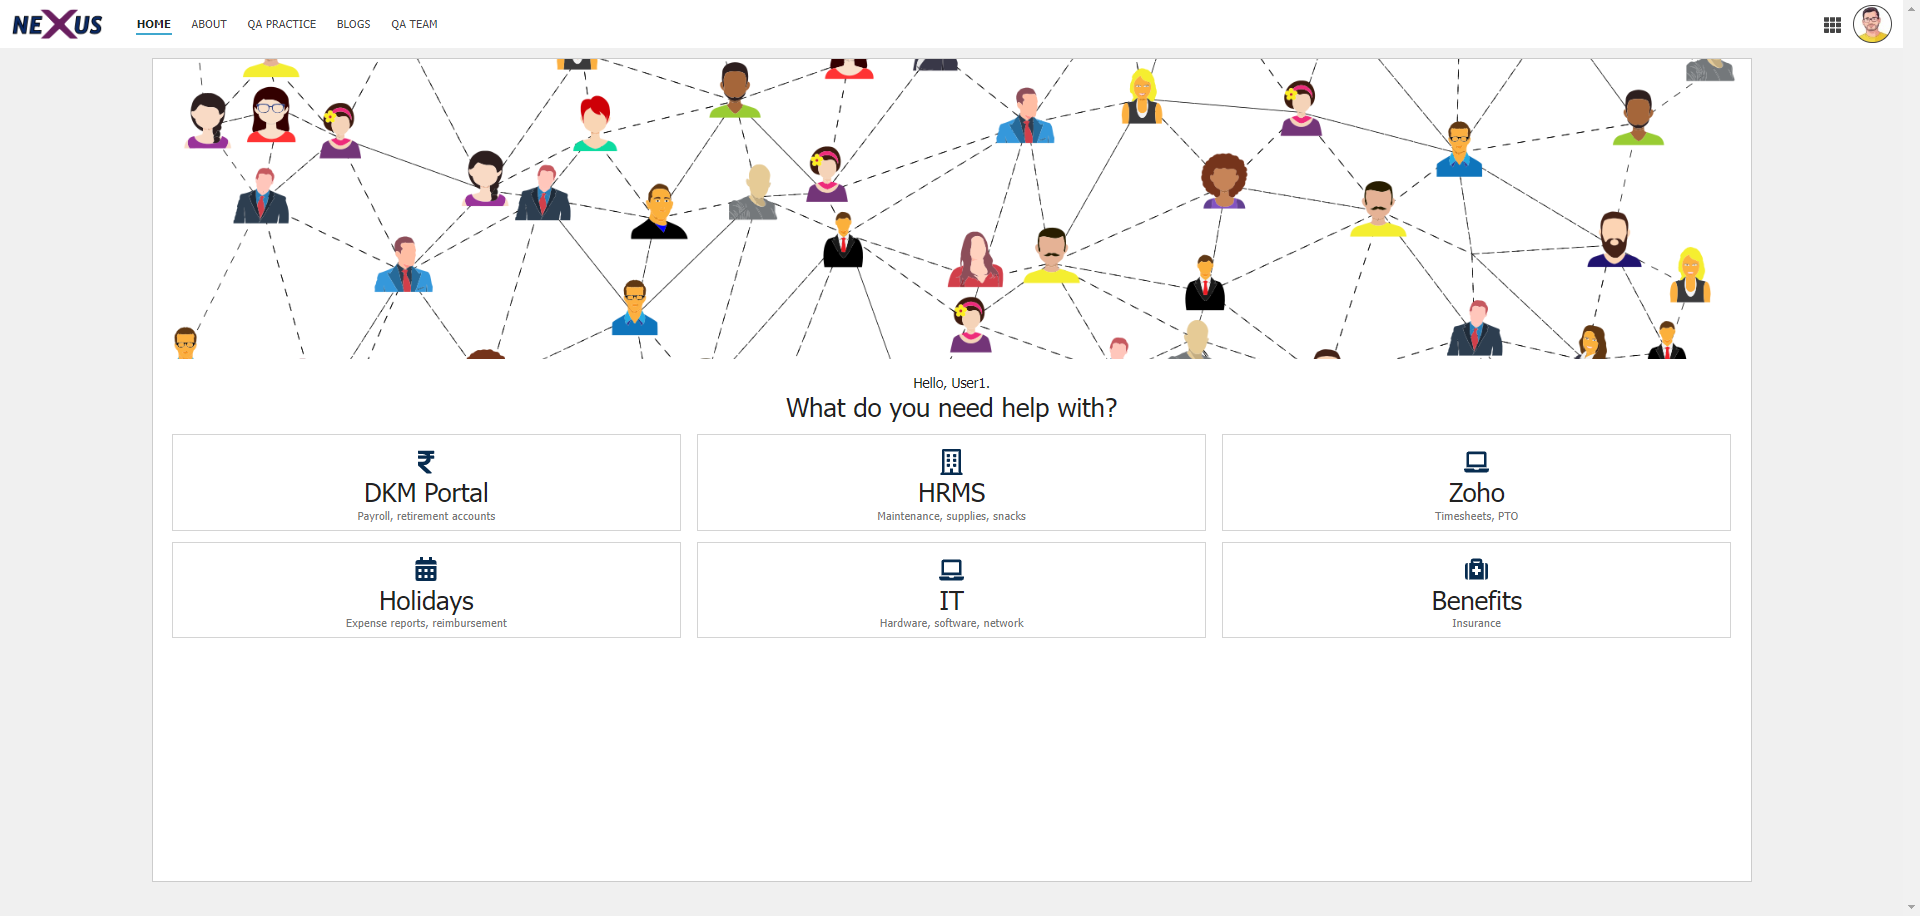 NEXUS
HOME ABOUT QA PRACTICE BLOGS QA TEAM
Hello, User1.
What do you need help with?
DKM Portal
Payroll, retirement accounts
HRMS
Maintenance, supplies, snacks
Zoho
Timesheets, PTO
Holidays
Expense reports, reimbursement
IT
Hardware, software, network
Benefits
Insurance